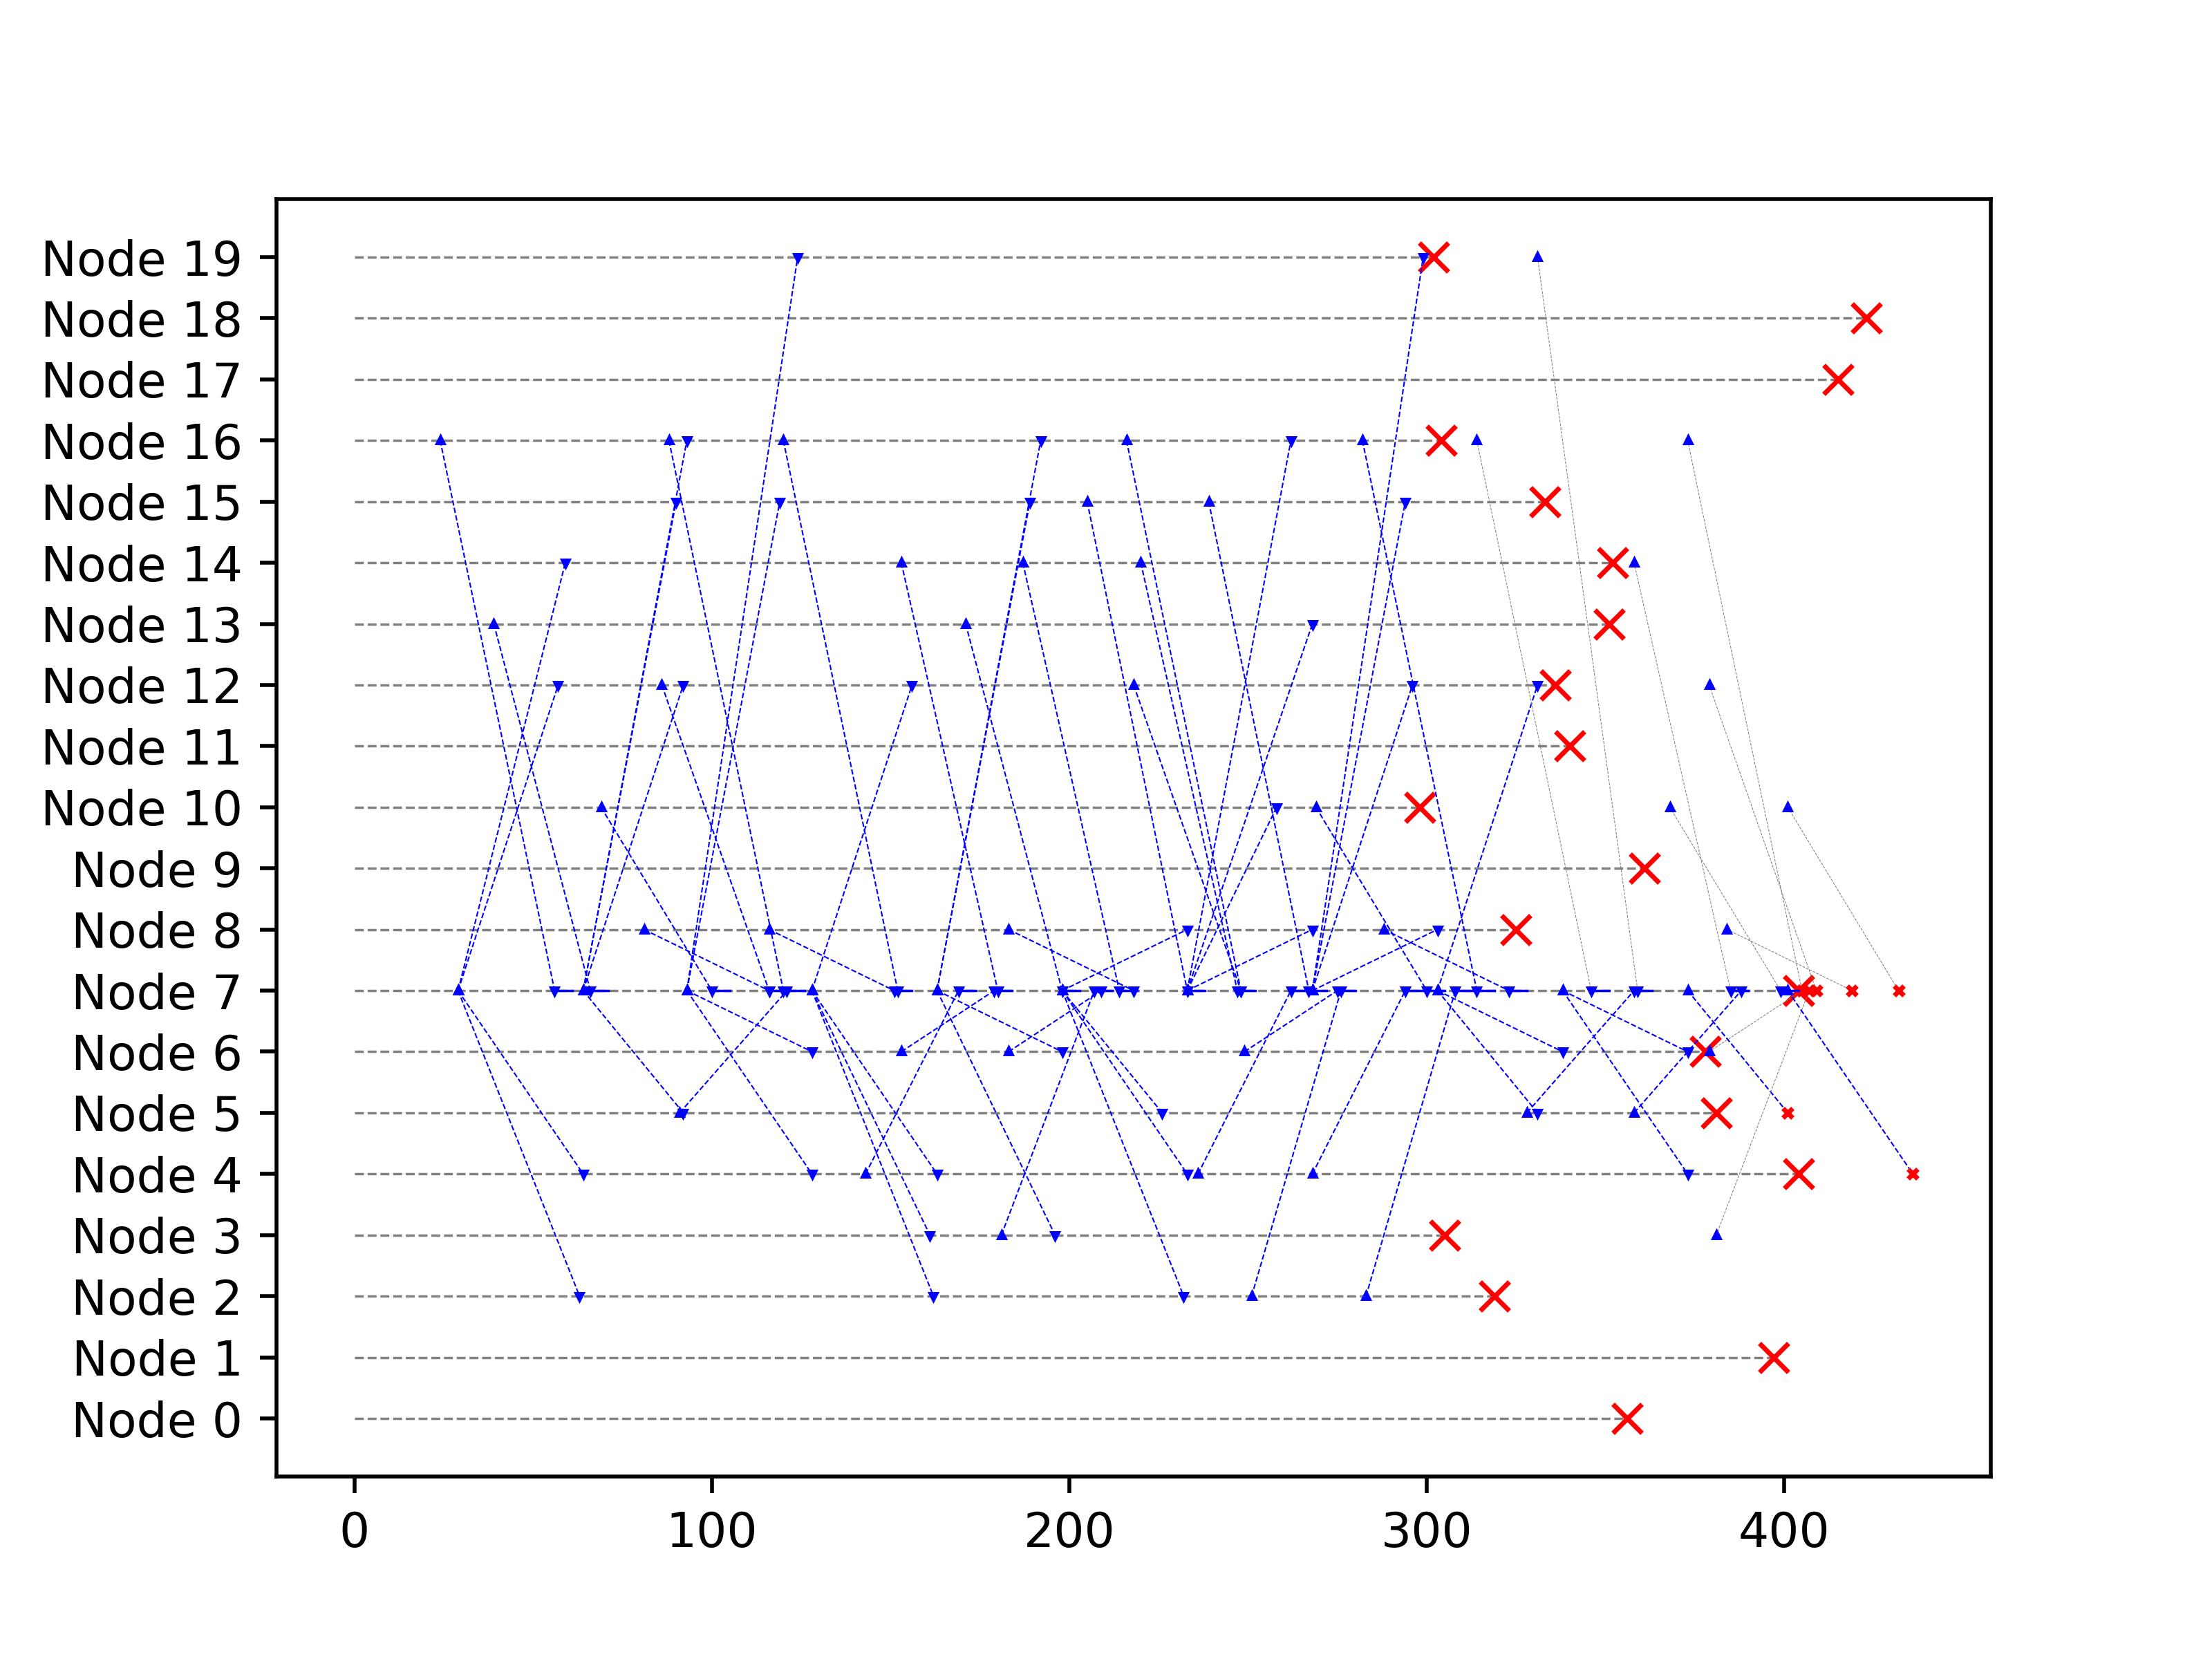 Node 19
Node 18
Node 17
Node 16
Node 15
Node 14
Node 13
Node 12
Node 11
Node 10
Node 9
Node 8
Node 7
Node 6
Node 5
Node 4
Node 3
Node 2
Node 1
Node 0
0 100 200 300 400